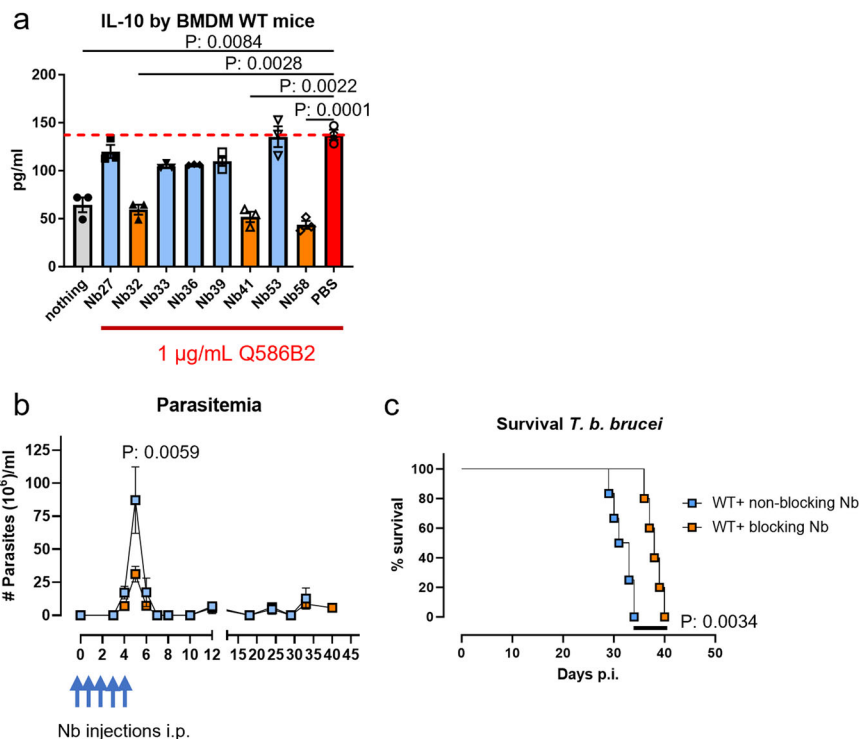 a
IL-10 by BMDM WT mice
P: 0.0084
P: 0.0028
P: 0.0022
P: 0.0001
200
150
100
50
0
pg/ml
nothing
Nb27
Nb32
Nb33
Nb36
Nb39
Nb41
Nb53
Nb58
PBS
1 µg/mL Q586B2
b
Parasitemia
P: 0.0059
125
100
75
50
25
0
# Parasites (10⁶)/ml
0 2 4 6 8 10 12 15 20 25 30 35 40 45
Nb injections i.p.
c
Survival T. b. brucei
100
80
60
40
20
0
% survival
WT+ non-blocking Nb
WT+ blocking Nb
P: 0.0034
0 10 20 30 40 50
Days p.i.